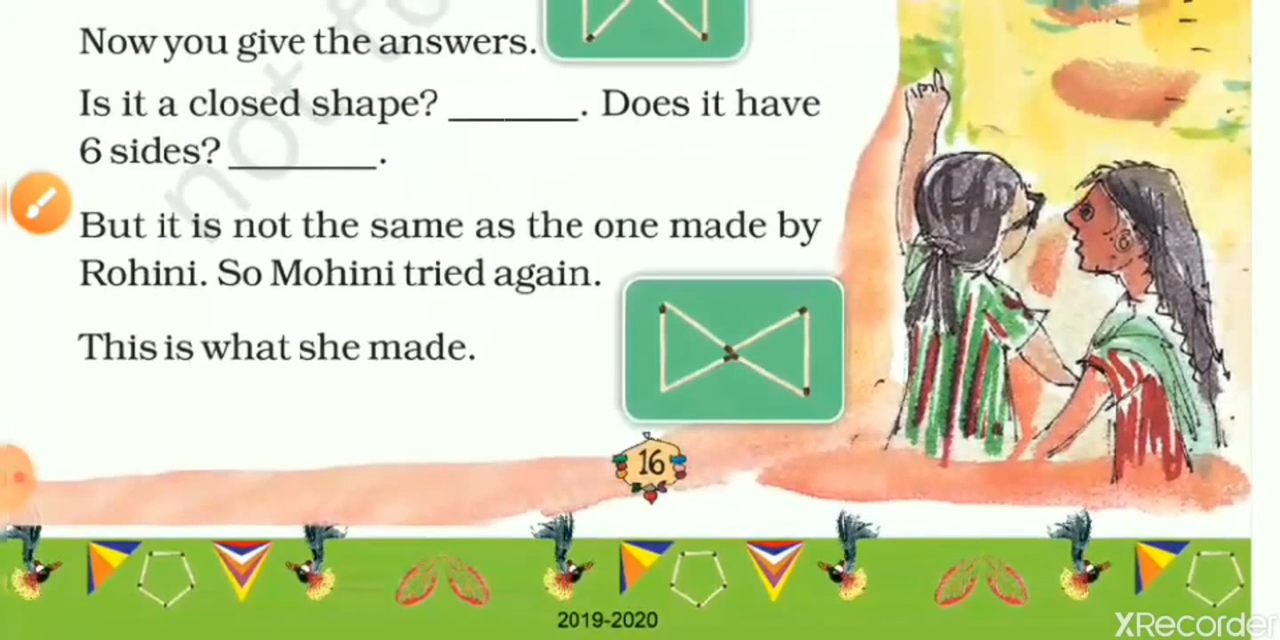 Now you give the answers.
Is it a closed shape? ________. Does it have
6 sides? _________.
But it is not the same as the one made by
Rohini. So Mohini tried again.
This is what she made.
16
2019-2020
XRecorder